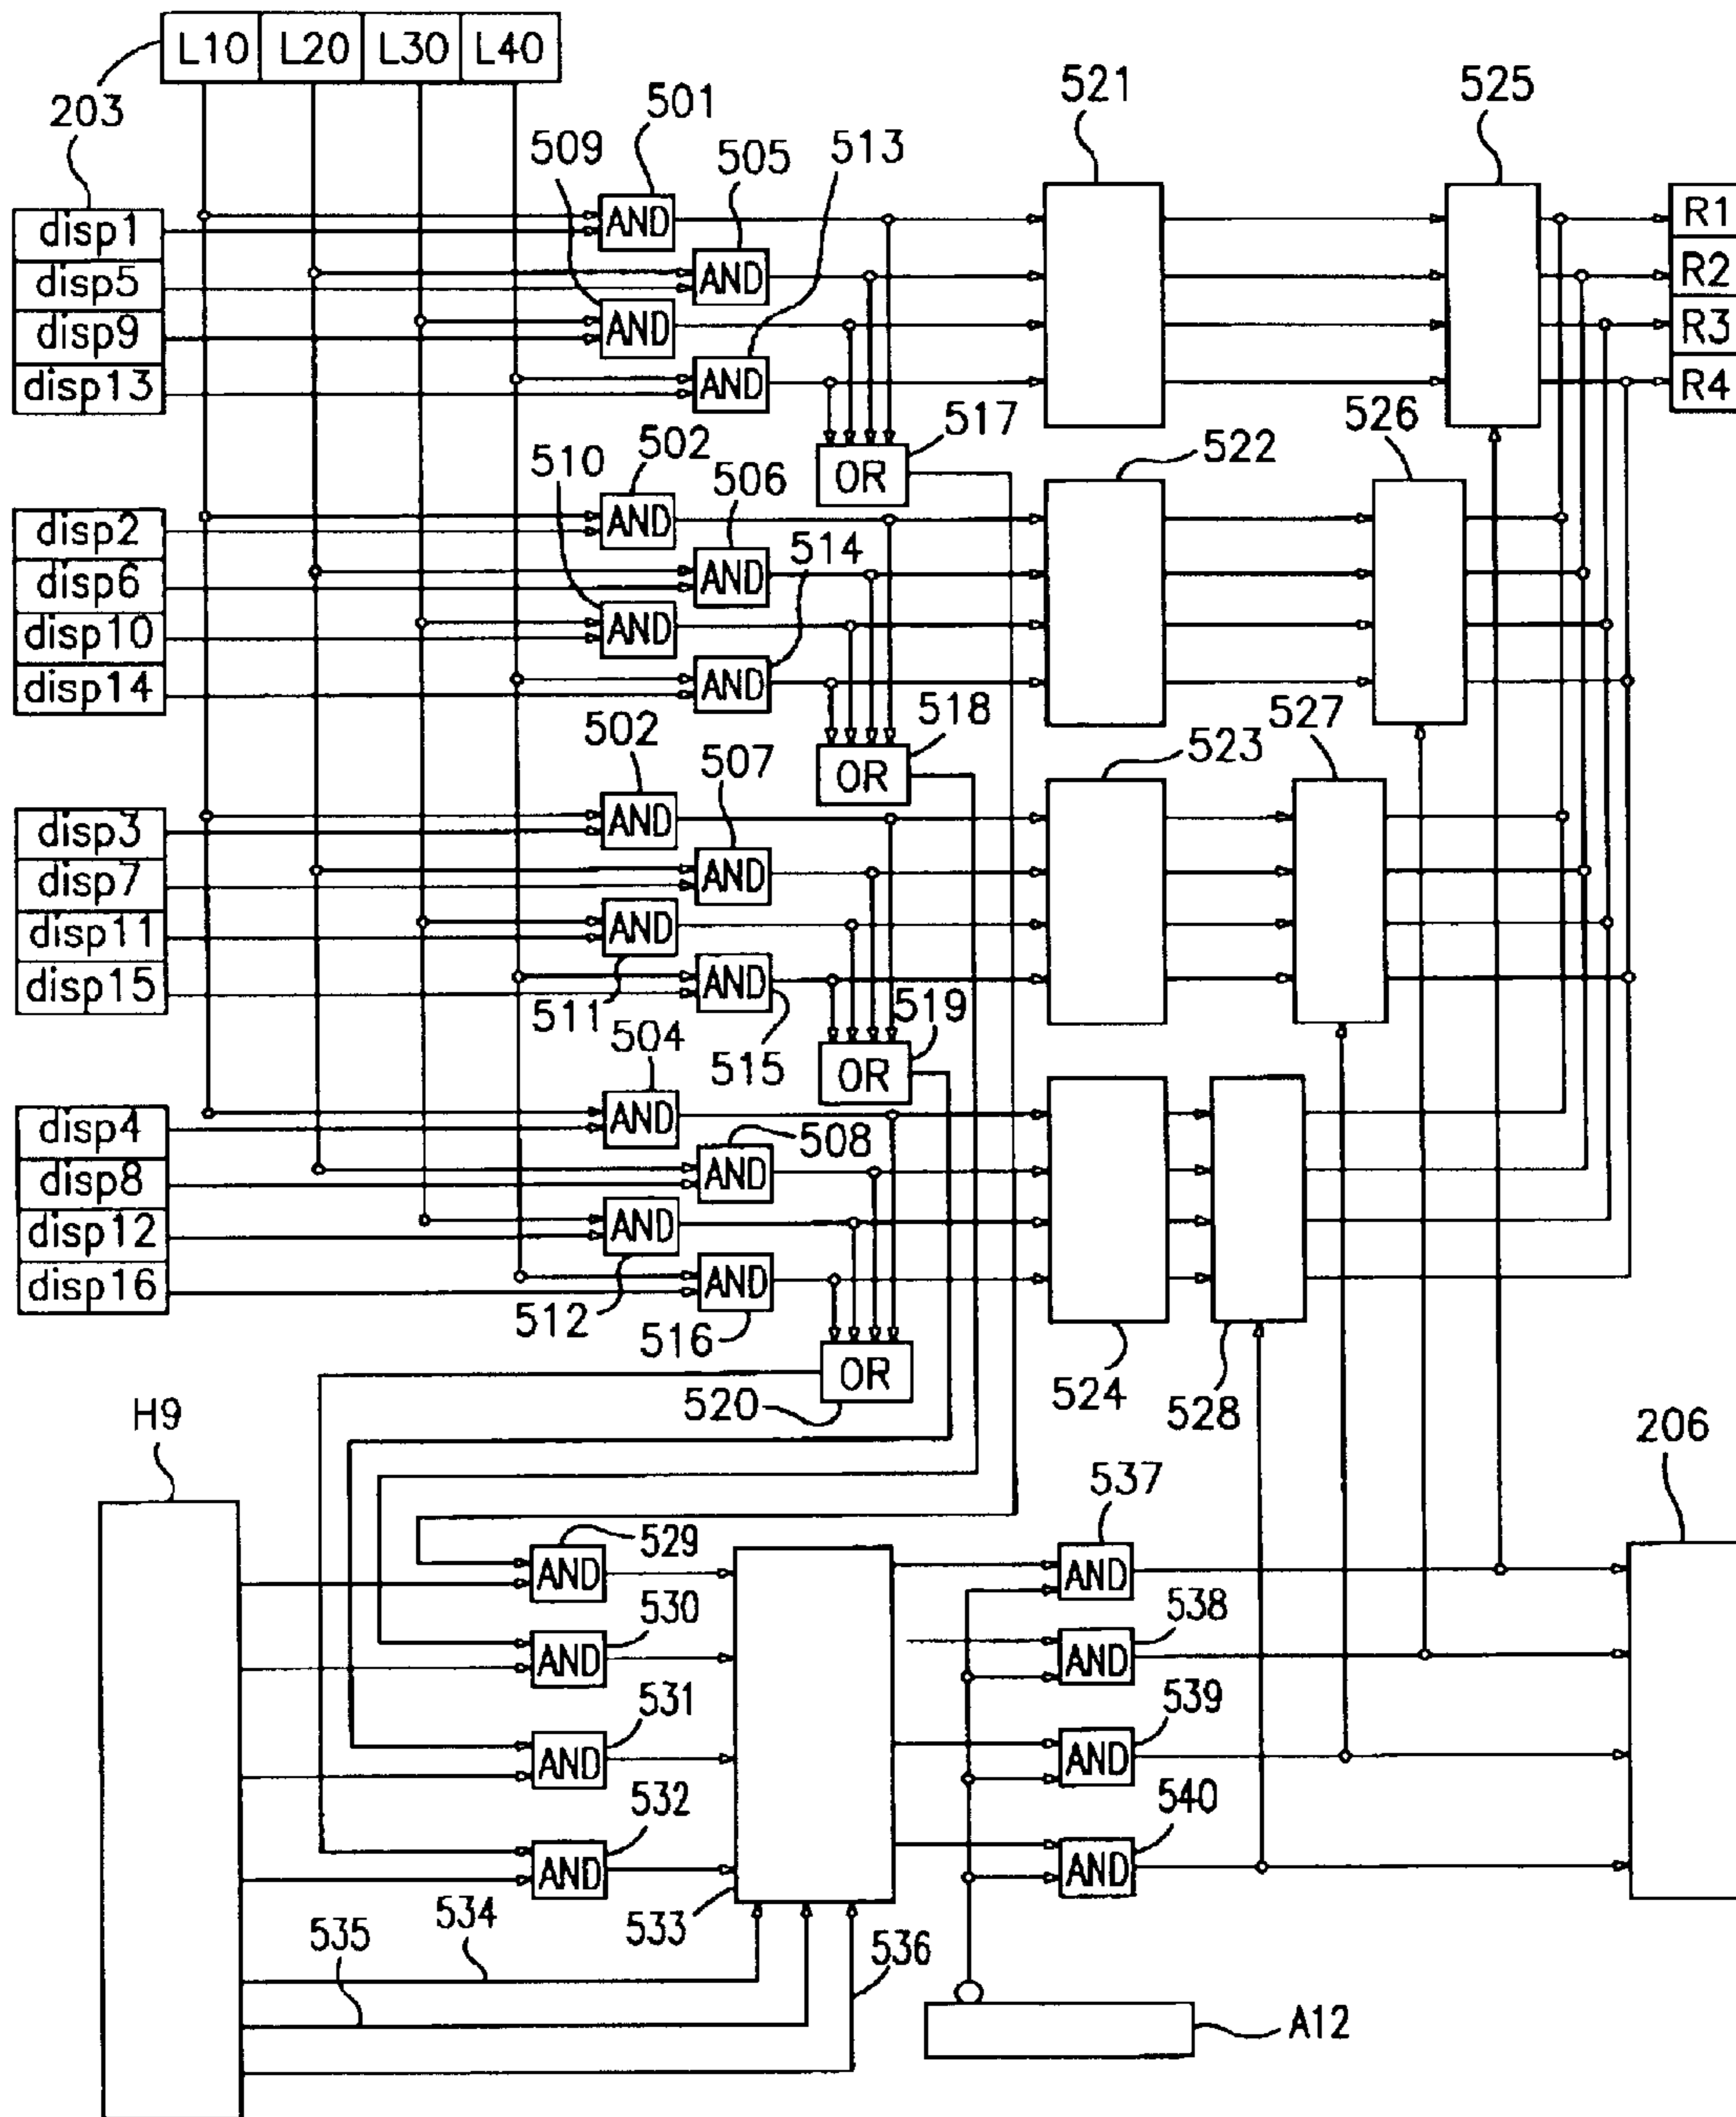 L10 L20 L30 L40
203
501
521
525
509
505
513
disp1
AND
R1
disp5
AND
R2
disp9
AND
R3
disp13
AND
R4
517
526
OR
502
522
510
506
disp2
AND
514
disp6
AND
disp10
AND
disp14
AND
518
527
502
OR
523
507
disp3
AND
disp7
AND
disp11
AND
disp15
AND
511
519
504
515
OR
disp4
AND
508
disp8
AND
disp12
AND
disp16
AND
512
516
OR
524
520
528
H9
206
537
529
AND
AND
530
538
AND
AND
531
539
AND
AND
532
540
AND
AND
534
533
535
536
A12